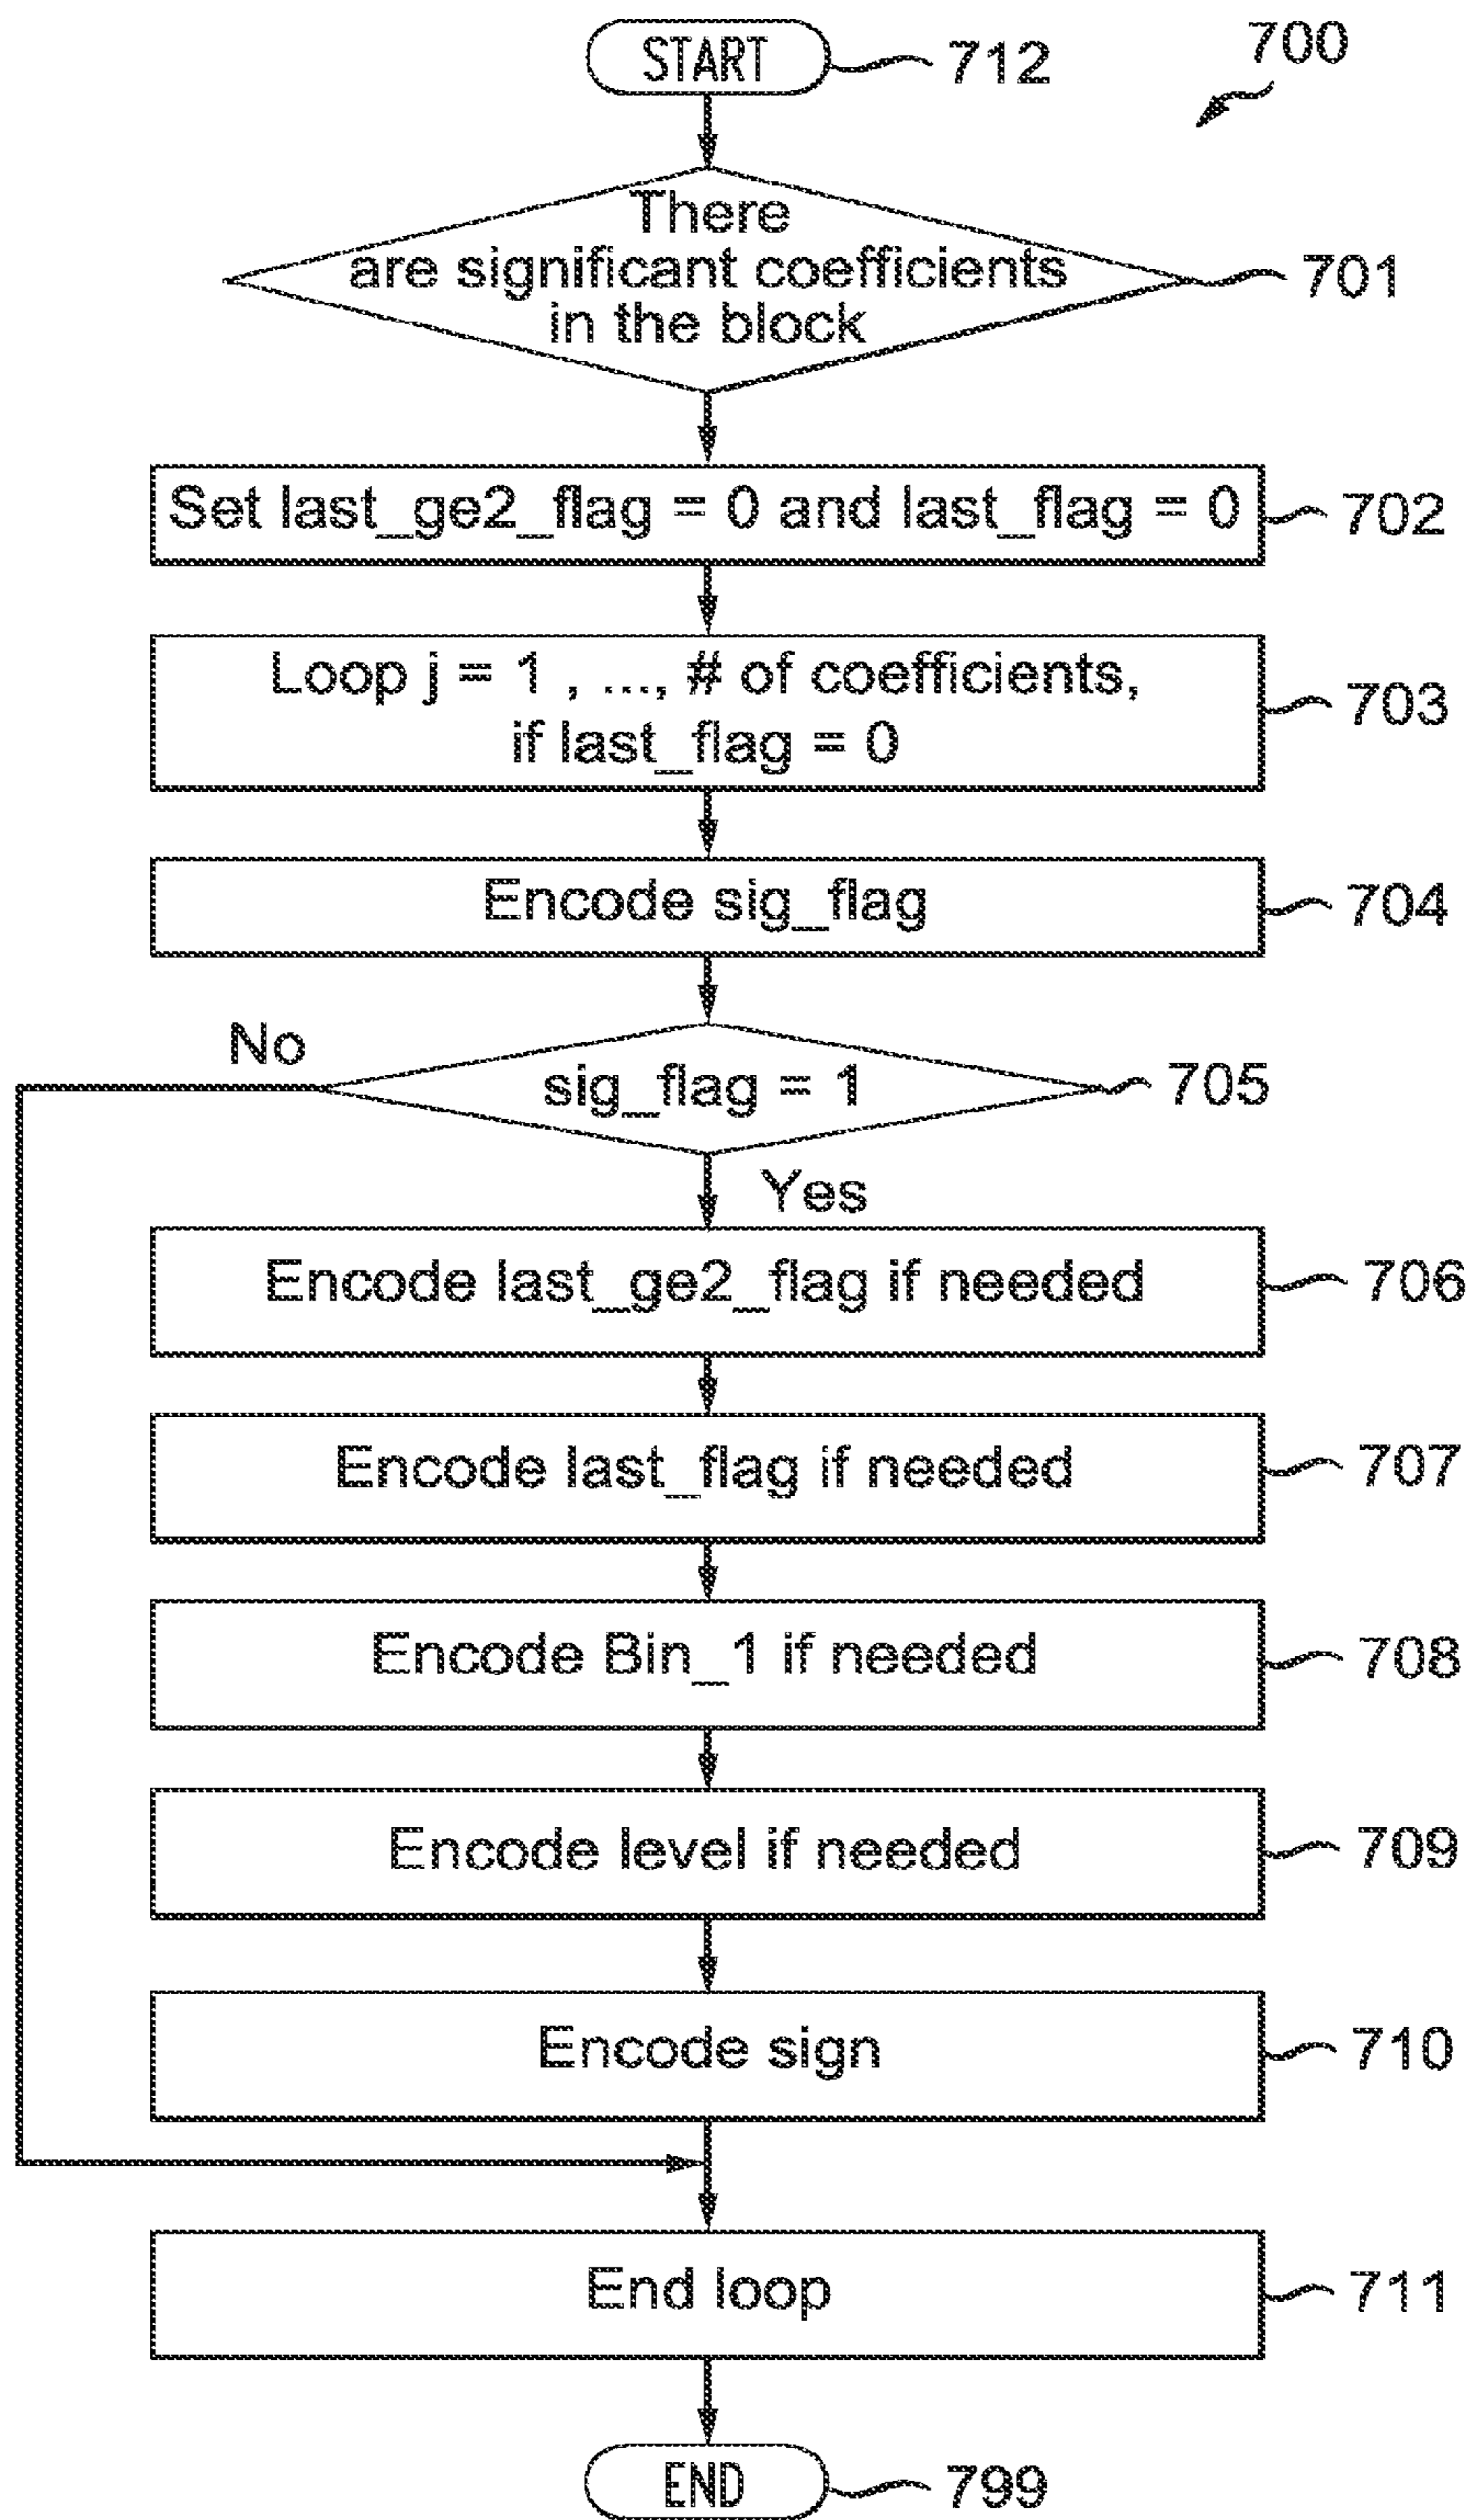 700
START
712
There
are significant coefficients
in the block
701
Set last_ge2_flag = 0 and last_flag = 0
702
Loop j = 1 , ..., # of coefficients,
if last_flag = 0
703
Encode sig_flag
704
No
sig_flag = 1
705
Yes
Encode last_ge2_flag if needed
706
Encode last_flag if needed
707
Encode Bin_1 if needed
708
Encode level if needed
709
Encode sign
710
End loop
711
END
799